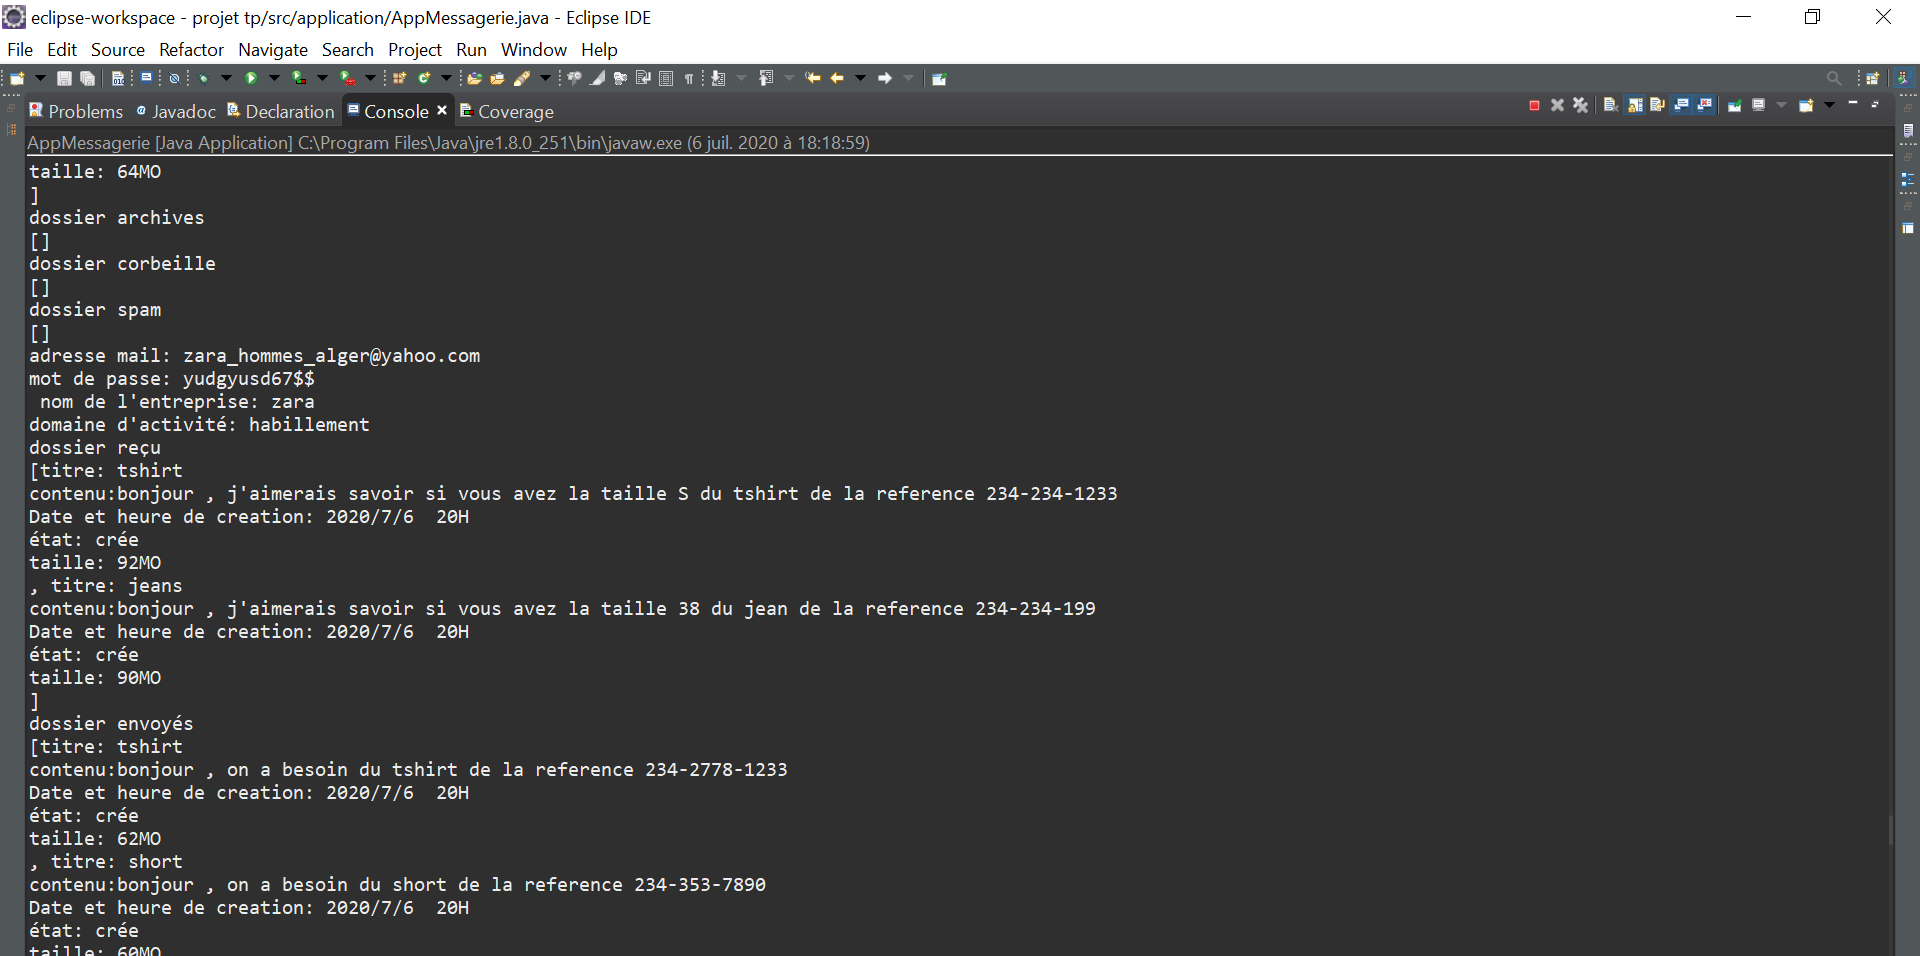 eclipse-workspace - projet tp/src/application/AppMessagerie.java - Eclipse IDE
File Edit Source Refactor Navigate Search Project Run Window Help
Problems Javadoc Declaration Console Coverage
AppMessagerie [Java Application] C:\Program Files\Java\jre1.8.0_251\bin\javaw.exe (6 juil. 2020 à 18:18:59)
taille: 64MO
]
dossier archives
[]
dossier corbeille
[]
dossier spam
[]
adresse mail: zara_hommes_alger@yahoo.com
mot de passe: yudgyusd67$$
nom de l'entreprise: zara
domaine d'activité: habillement
dossier reçu
[titre: tshirt
contenu:bonjour , j'aimerais savoir si vous avez la taille S du tshirt de la reference 234-234-1233
Date et heure de creation: 2020/7/6  20H
état: crée
taille: 92MO
, titre: jeans
contenu:bonjour , j'aimerais savoir si vous avez la taille 38 du jean de la reference 234-234-199
Date et heure de creation: 2020/7/6  20H
état: crée
taille: 90MO
]
dossier envoyés
[titre: tshirt
contenu:bonjour , on a besoin du tshirt de la reference 234-2778-1233
Date et heure de creation: 2020/7/6  20H
état: crée
taille: 62MO
, titre: short
contenu:bonjour , on a besoin du short de la reference 234-353-7890
Date et heure de creation: 2020/7/6  20H
état: crée
taille: 60MO